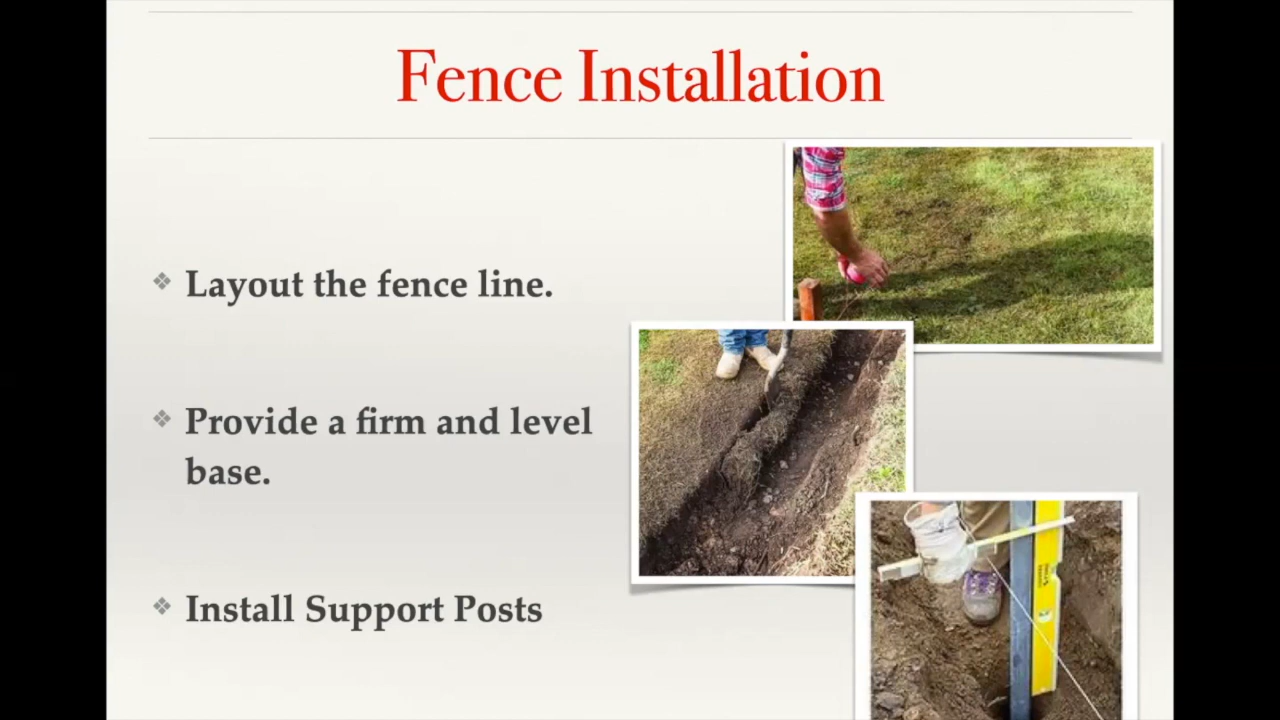 Fence Installation
Layout the fence line.
Provide a firm and level
base.
Install Support Posts